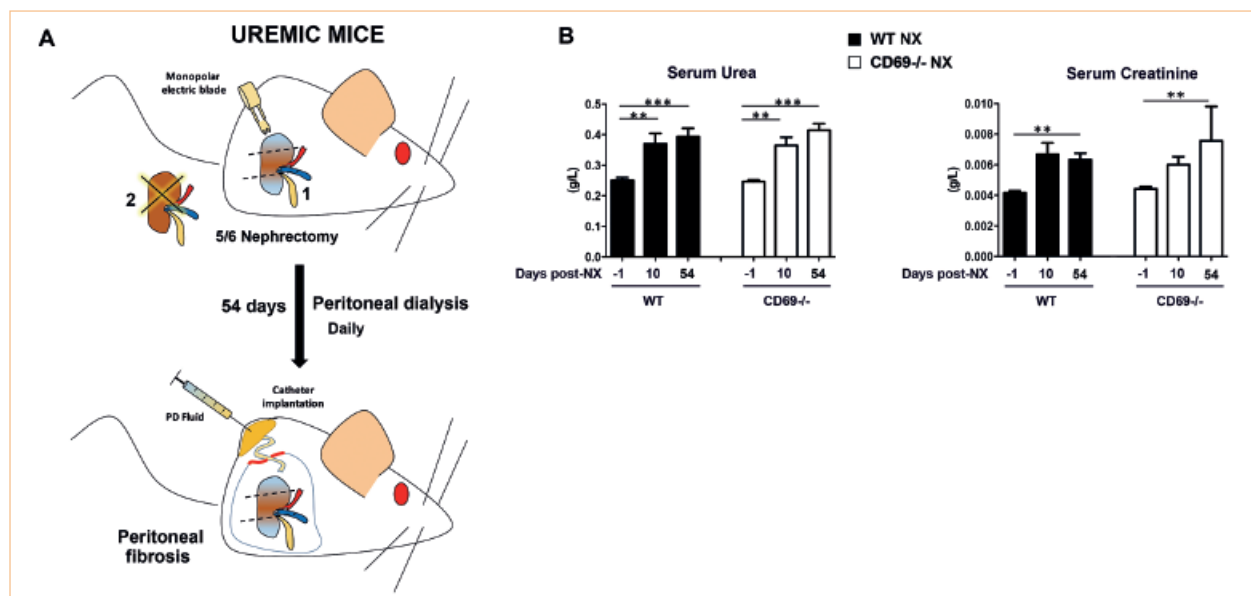 A
UREMIC MICE
Monopolar
electric blade
1
2
5/6 Nephrectomy
54 days
Peritoneal dialysis
Daily
Catheter
implantation
PD Fluid
Peritoneal
fibrosis
B
WT NX
CD69-/- NX
Serum Urea
(g/L)
0.5
0.4
0.3
0.2
0.1
0.0
** *** ** ***
Days post-NX -1 10 54 -1 10 54
WT CD69-/-
Serum Creatinine
(g/L)
0.010
0.008
0.006
0.004
0.002
0.000
** **
Days post-NX -1 10 54 -1 10 54
WT CD69-/-